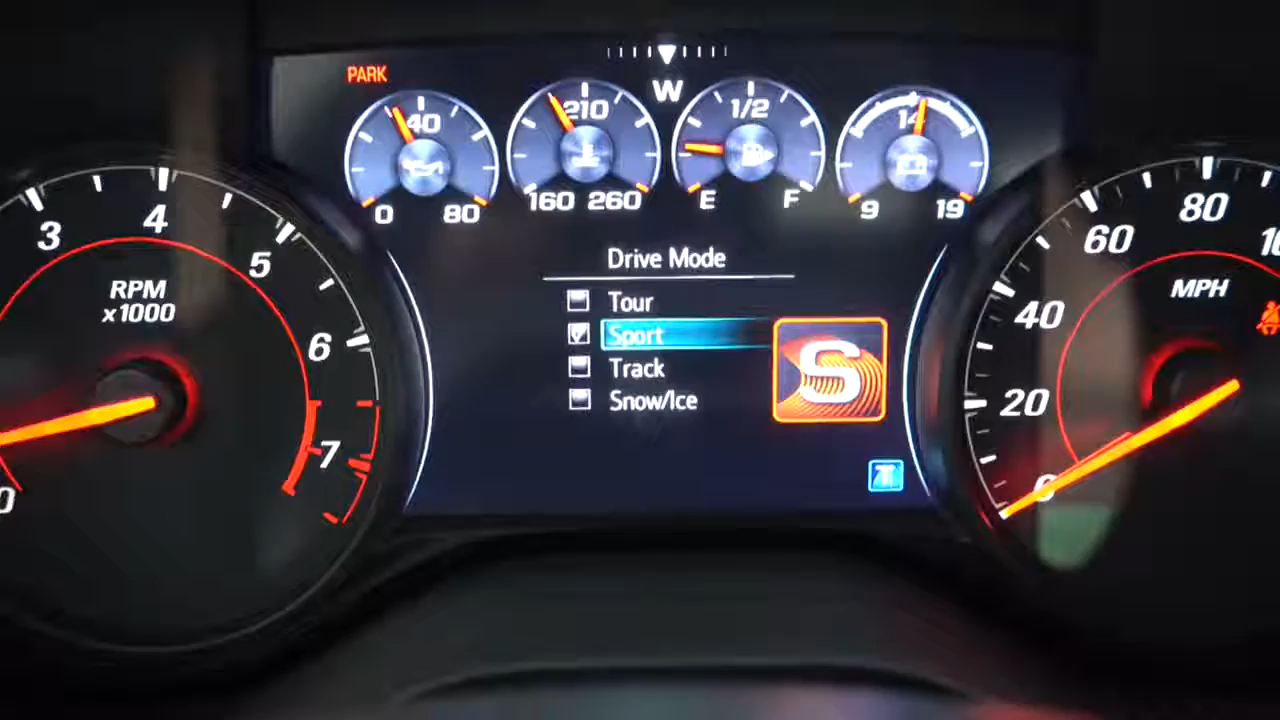 W
PARK
40
0 80
210
160 260
1/2
E F
14
9 19
3 4 5 6 7
0
RPM
x1000
Drive Mode
Tour
Sport
Track
Snow/Ice
S
0 20 40 60 80
MPH